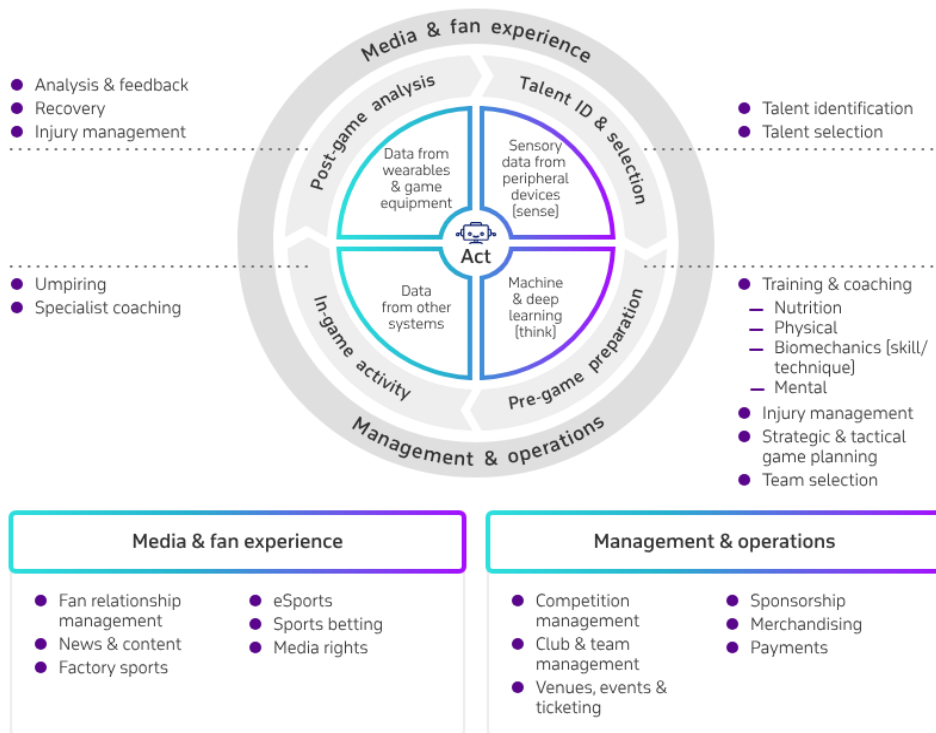 Media & fan experience
Post-game analysis
Talent ID & selection
Analysis & feedback
Recovery
Injury management
Talent identification
Talent selection
Data from
wearables
& game
equipment
Sensory
data from
peripheral
devices
(sense)
Act
Data
from other
systems
Machine
& deep
learning
(think)
Umpiring
Specialist coaching
In-game activity
Pre-game preparation
Management & operations
Training & coaching
— Nutrition
— Physical
— Biomechanics (skill/
technique)
— Mental
Injury management
Strategic & tactical
game planning
Team selection
Media & fan experience
Fan relationship
management
News & content
Factory sports
eSports
Sports betting
Media rights
Management & operations
Competition
management
Club & team
management
Venues, events &
ticketing
Sponsorship
Merchandising
Payments